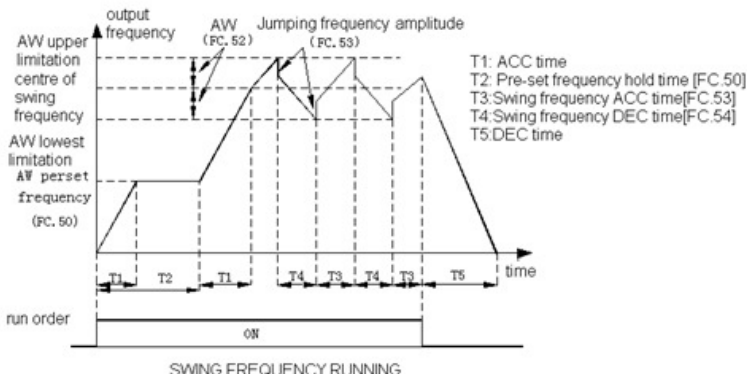 output
frequency
AW
(FC.52)
Jumping frequency amplitude
(FC.53)
AW upper
limitation
centre of
swing
frequency
AW lowest
limitation
AW perset
frequency
(FC.50)
T1: ACC time
T2: Pre-set frequency hold time [FC.50]
T3:Swing frequency ACC time[FC.53]
T4:Swing frequency DEC time[FC.54]
T5:DEC time
T1 T2 T1 T4 T3 T4 T3 T5
time
run order
ON
SWING FREQUENCY RUNNING